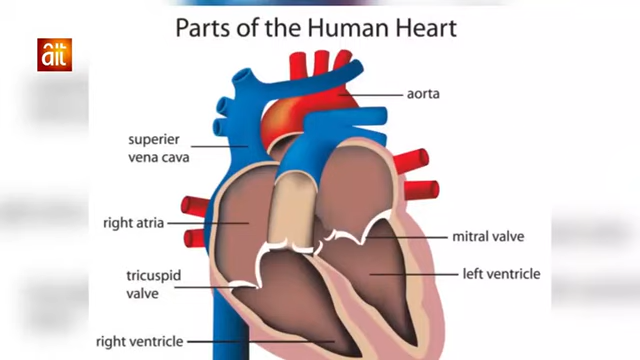 Parts of the Human Heart
ait
aorta
superier
vena cava
right atria
mitral valve
tricuspid
valve
left ventricle
right ventricle